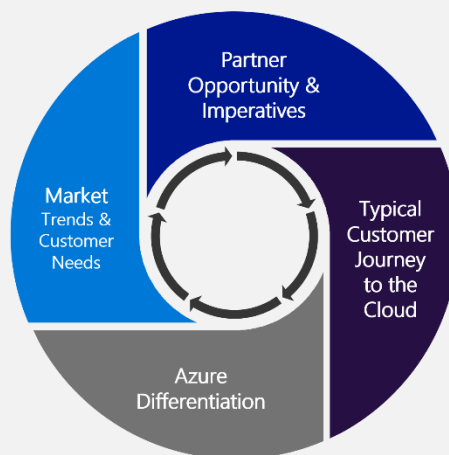 Partner
Opportunity &
Imperatives
Market
Trends &
Customer
Needs
Typical
Customer
Journey
to the
Cloud
Azure
Differentiation